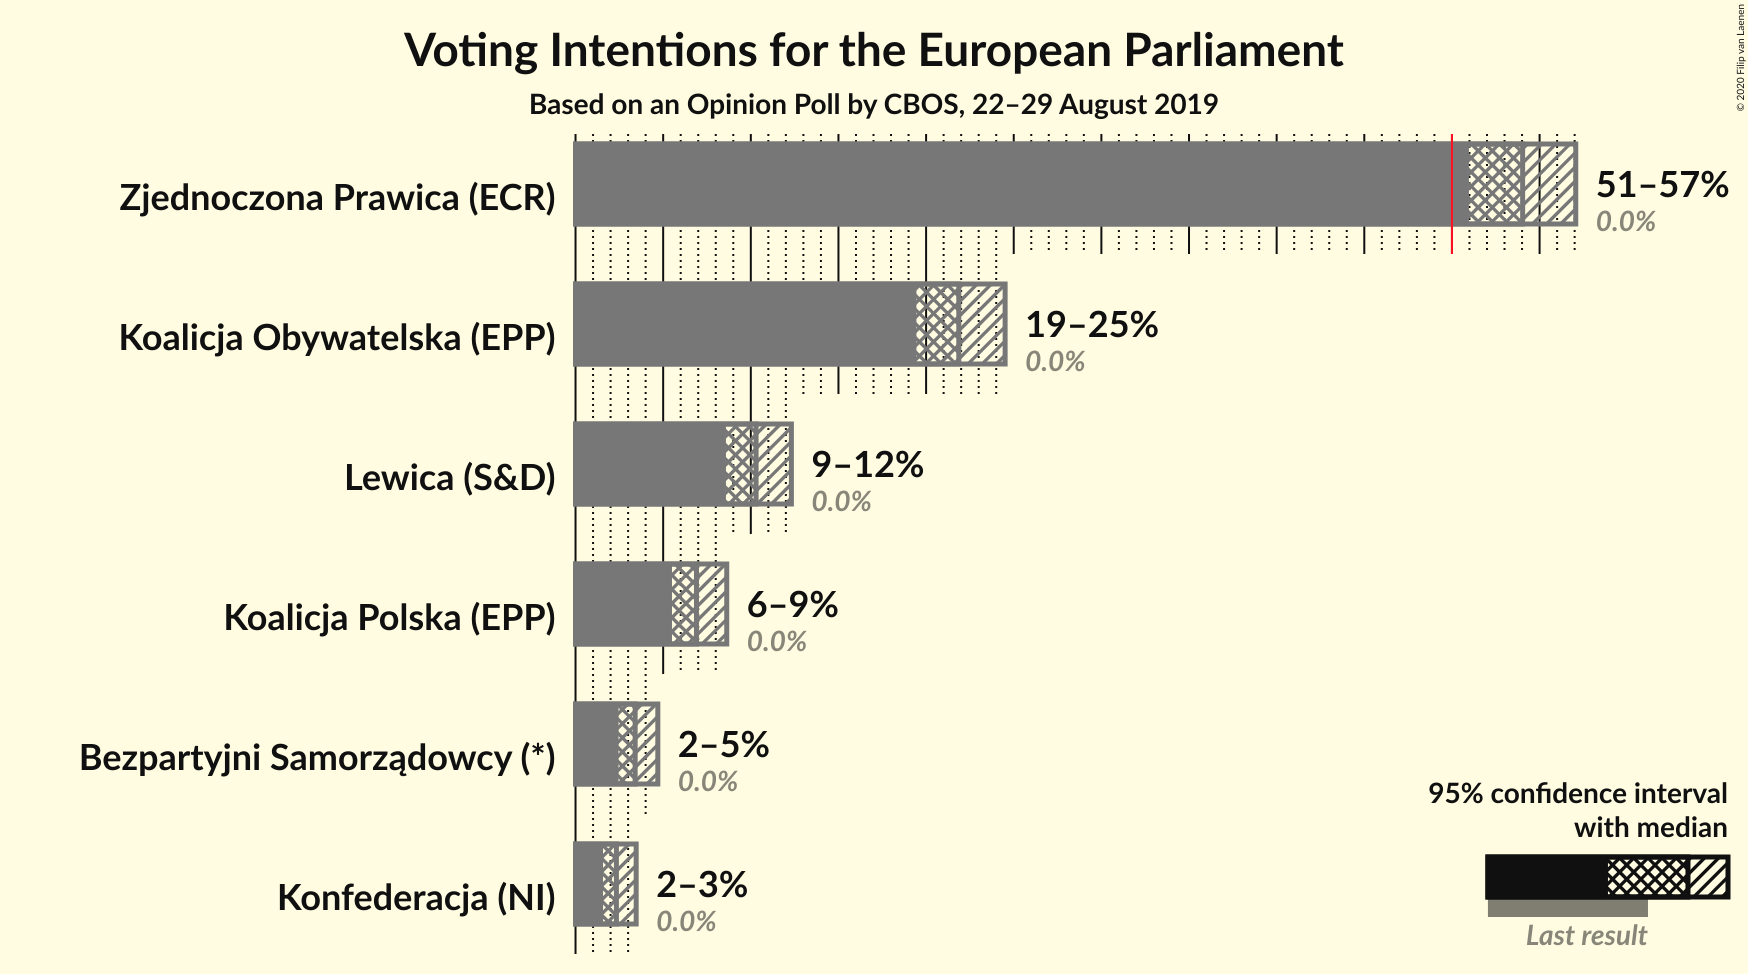 Voting Intentions for the European Parliament
Based on an Opinion Poll by CBOS, 22–29 August 2019
© 2020 Filip van Laenen
Zjednoczona Prawica (ECR)
51–57%
0.0%
Koalicja Obywatelska (EPP)
19–25%
0.0%
Lewica (S&D)
9–12%
0.0%
Koalicja Polska (EPP)
6–9%
0.0%
Bezpartyjni Samorządowcy (*)
2–5%
0.0%
Konfederacja (NI)
2–3%
0.0%
95% confidence interval
with median
Last result